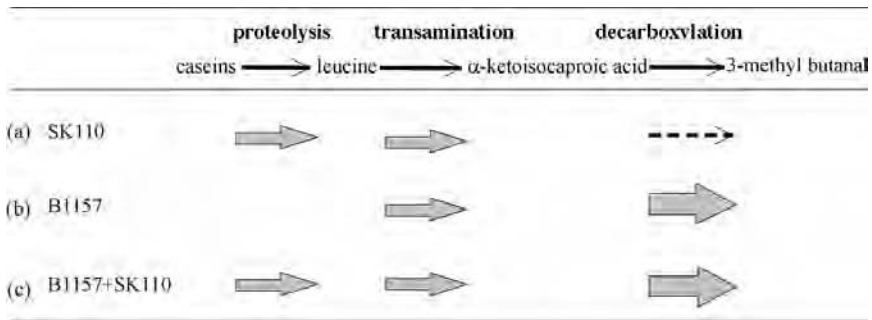 proteolysis transamination decarboxylation
caseins leucine α-ketoisocaproic acid 3-methyl butanal
(a) SK110
(b) B1157
(c) B1157+SK110